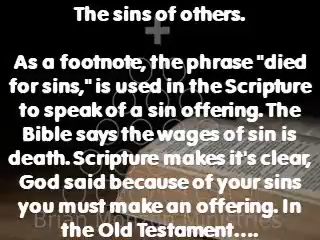 The sins of others.
As a footnote, the phrase "died
for sins," is used in the Scripture
to speak of a sin offering. The
Bible says the wages of sin is
death. Scripture makes it's clear,
God said because of your sins
you must make an offering. In
the Old Testament....